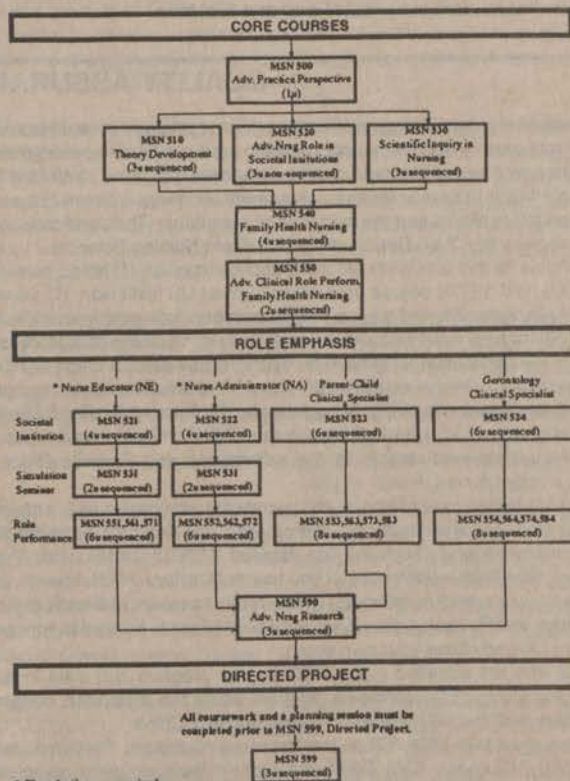 CORE COURSES
MSN 500
Adv. Practice Perspective
(1u)
MSN 510
Theory Development
(3u sequenced)
MSN 520
Adv. Nrsg Role in
Societal Insitutions
(3u non-sequenced)
MSN 530
Scientific Inquiry in
Nursing
(3u sequenced)
MSN 540
Family Health Nursing
(4u sequenced)
MSN 550
Adv. Clinical Role Perform.
Family Health Nursing
(2u sequenced)
ROLE EMPHASIS
* Nurse Educator (NE)
* Nurse Administrator (NA)
Parent-Child
Clinical Specialist
Gerontology
Clinical Specialist
Societal
Institution
MSN 521
(4u sequenced)
MSN 522
(4u sequenced)
MSN 523
(6u sequenced)
MSN 524
(6u sequenced)
Simulation
Seminar
MSN 531
(2u sequenced)
MSN 531
(2u sequenced)
Role
Performance
MSN 551,561,571
(6u sequenced)
MSN 552,562,572
(6u sequenced)
MSN 553,563,573,583
(8u sequenced)
MSN 554,564,574,584
(8u sequenced)
MSN 590
Adv. Nrsg Research
(3u sequenced)
DIRECTED PROJECT
All coursework and a planning session must be
completed prior to MSN 599, Directed Project.
MSN 599
(3u sequenced)